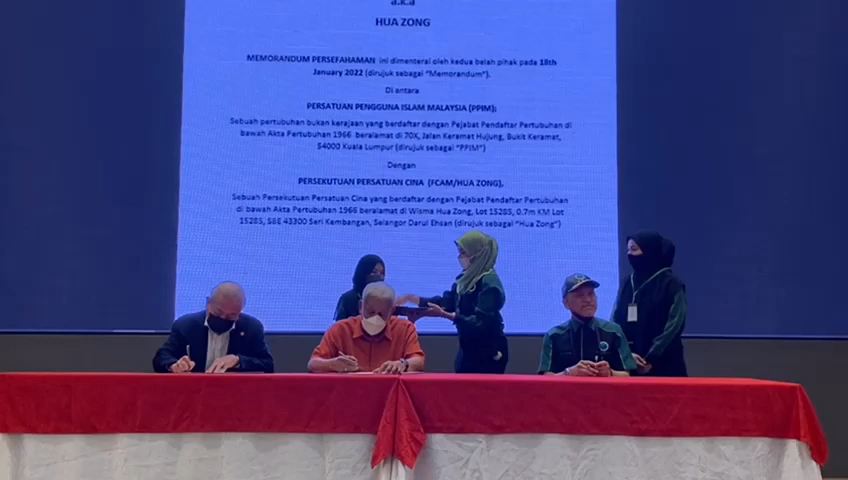 a.k.a
HUA ZONG
MEMORANDUM PERSEFAHAMAN ini dimenterai oleh kedua belah pihak pada 18th
January 2022 (dirujuk sebagai “Memorandum”).
Di antara
PERSATUAN PENGGUNA ISLAM MALAYSIA (PPIM);
Sebuah pertubuhan bukan kerajaan yang berdaftar dengan Pejabat Pendaftar Pertubuhan di
bawah Akta Pertubuhan 1966 beralamat di 70X, Jalan Keramat Hujung, Bukit Keramat,
54000 Kuala Lumpur (dirujuk sebagai “PPIM”)
Dengan
PERSEKUTUAN PERSATUAN CINA (FCAM/HUA ZONG),
Sebuah Persekutuan Persatuan Cina yang berdaftar dengan Pejabat Pendaftar Pertubuhan
di bawah Akta Pertubuhan 1966 beralamat di Wisma Hua Zong, Lot 15285, 0.7m KM Lot
15285, SBE 43300 Seri Kembangan, Selangor Darul Ehsan (dirujuk sebagai “Hua Zong”)